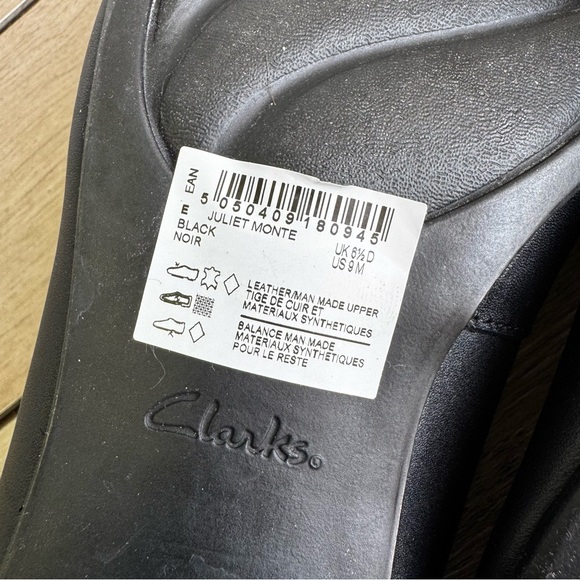 EAN
5 050409 180945
E JULIET MONTE
BLACK UK 6½ D
NOIR US 9 M
LEATHER/MAN MADE UPPER
TIGE DE CUIR ET
MATERIAUX SYNTHETIQUES
BALANCE MAN MADE
MATERIAUX SYNTHETIQUES
POUR LE RESTE
Clarks®